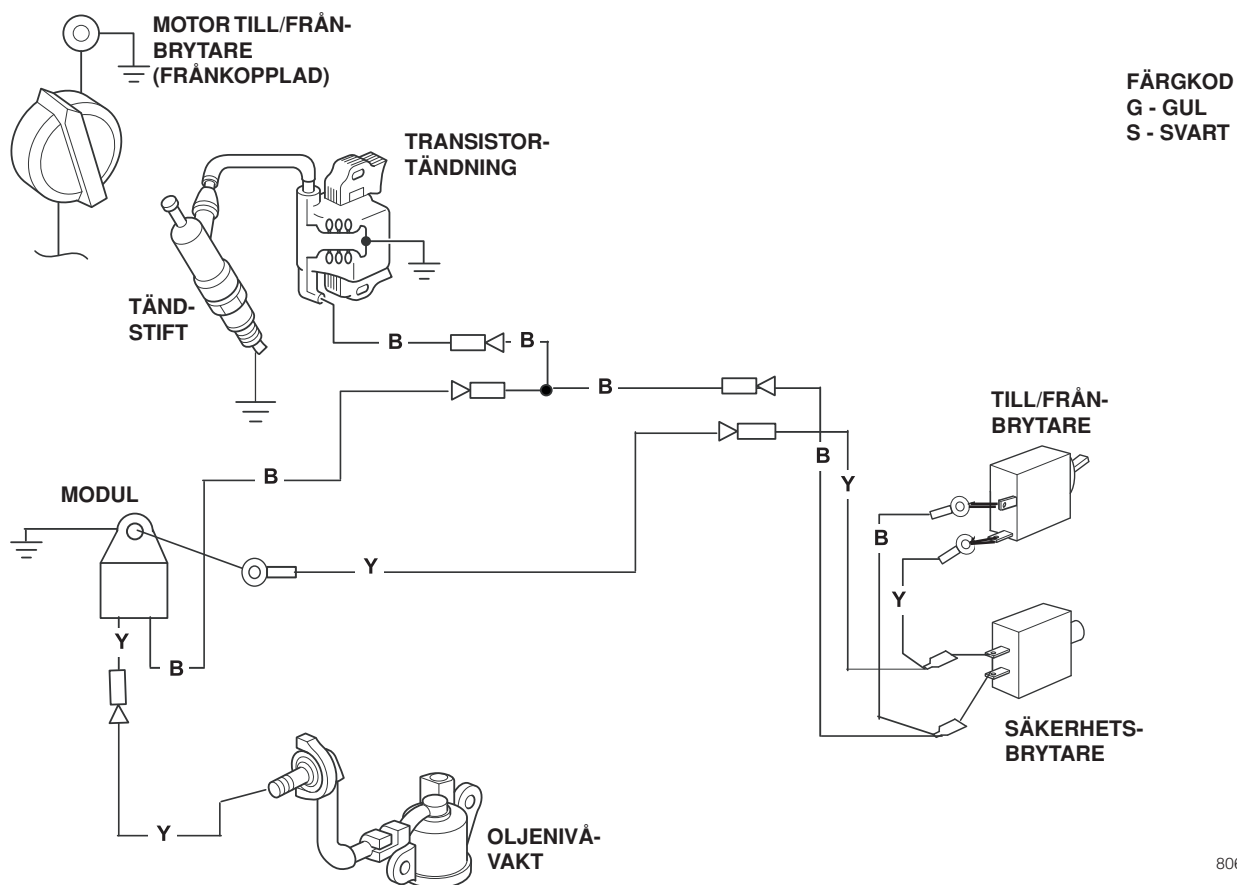 MOTOR TILL/FRÅN-
BRYTARE
(FRÅNKOPPLAD)
FÄRGKOD
G - GUL
S - SVART
TRANSISTOR-
TÄNDNING
TÄND-
STIFT
B
B
B
B
B
Y
TILL/FRÅN-
BRYTARE
MODUL
B
Y
Y
Y
B
SÄKERHETS-
BRYTARE
Y
OLJENIVÅ-
VAKT
806